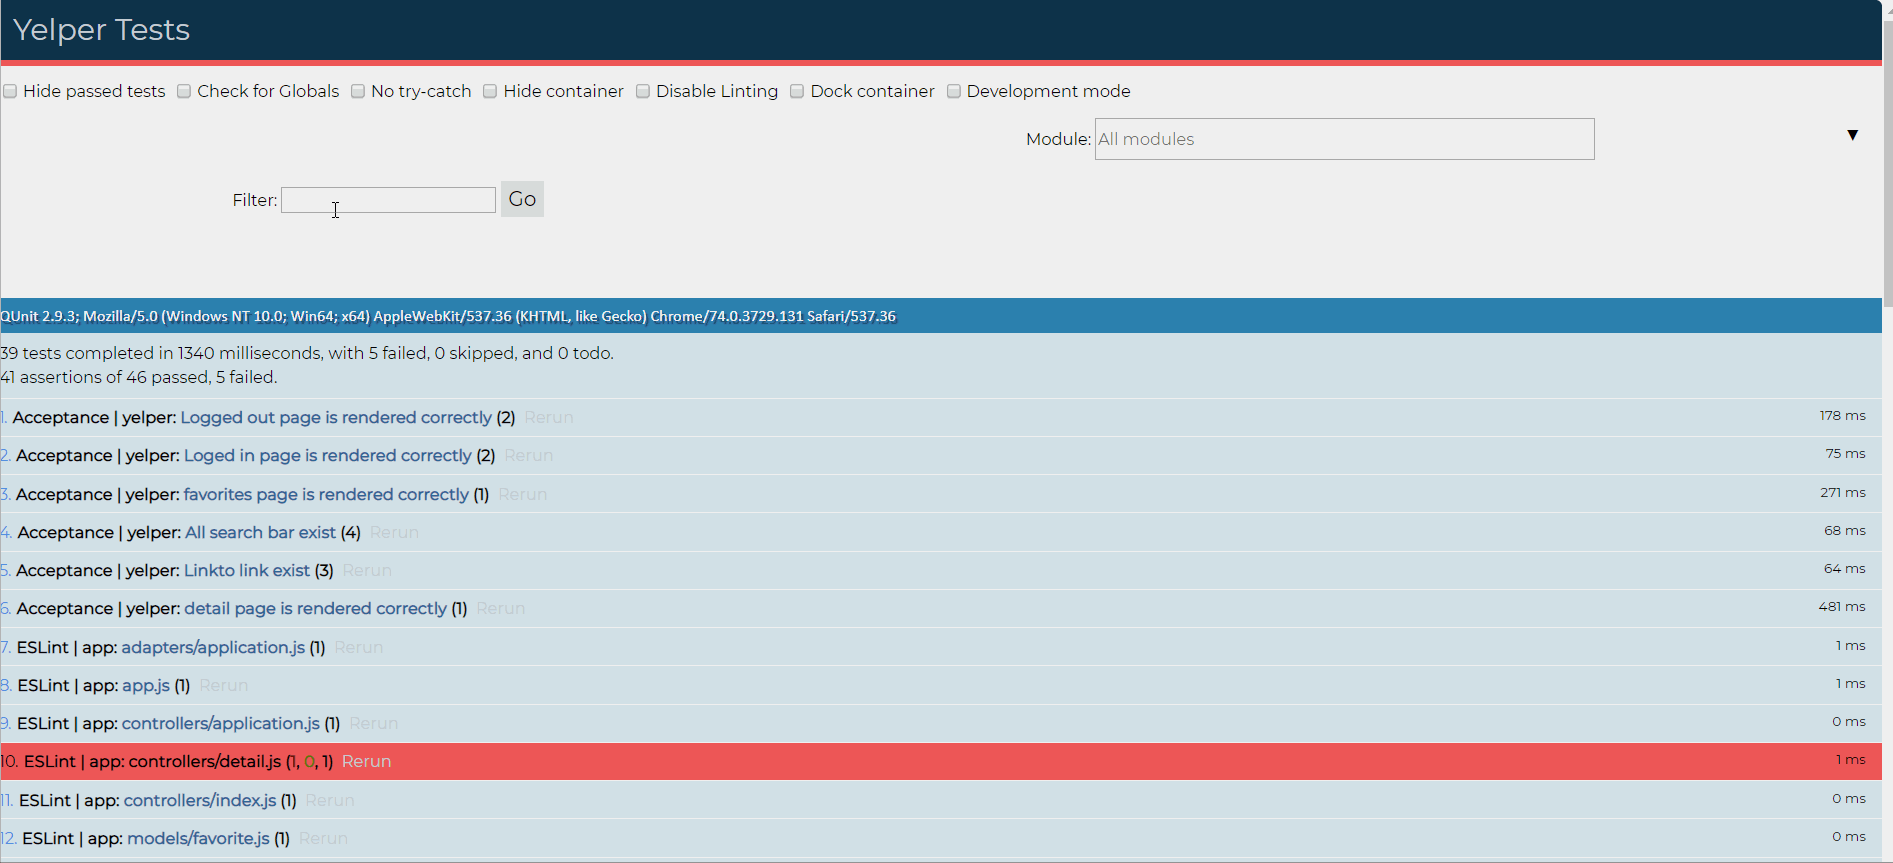 Yelper Tests
Hide passed tests Check for Globals No try-catch Hide container Disable Linting Dock container Development mode
Module: All modules ▼
Filter: Go
QUnit 2.9.3; Mozilla/5.0 (Windows NT 10.0; Win64; x64) AppleWebKit/537.36 (KHTML, like Gecko) Chrome/74.0.3729.131 Safari/537.36
39 tests completed in 1340 milliseconds, with 5 failed, 0 skipped, and 0 todo.
41 assertions of 46 passed, 5 failed.
1. Acceptance | yelper: Logged out page is rendered correctly (2) Rerun 178 ms
2. Acceptance | yelper: Loged in page is rendered correctly (2) Rerun 75 ms
3. Acceptance | yelper: favorites page is rendered correctly (1) Rerun 271 ms
4. Acceptance | yelper: All search bar exist (4) Rerun 68 ms
5. Acceptance | yelper: Linkto link exist (3) Rerun 64 ms
6. Acceptance | yelper: detail page is rendered correctly (1) Rerun 481 ms
7. ESLint | app: adapters/application.js (1) Rerun 1 ms
8. ESLint | app: app.js (1) Rerun 1 ms
9. ESLint | app: controllers/application.js (1) Rerun 0 ms
10. ESLint | app: controllers/detail.js (1, 0, 1) Rerun 1 ms
11. ESLint | app: controllers/index.js (1) Rerun 0 ms
12. ESLint | app: models/favorite.js (1) Rerun 0 ms